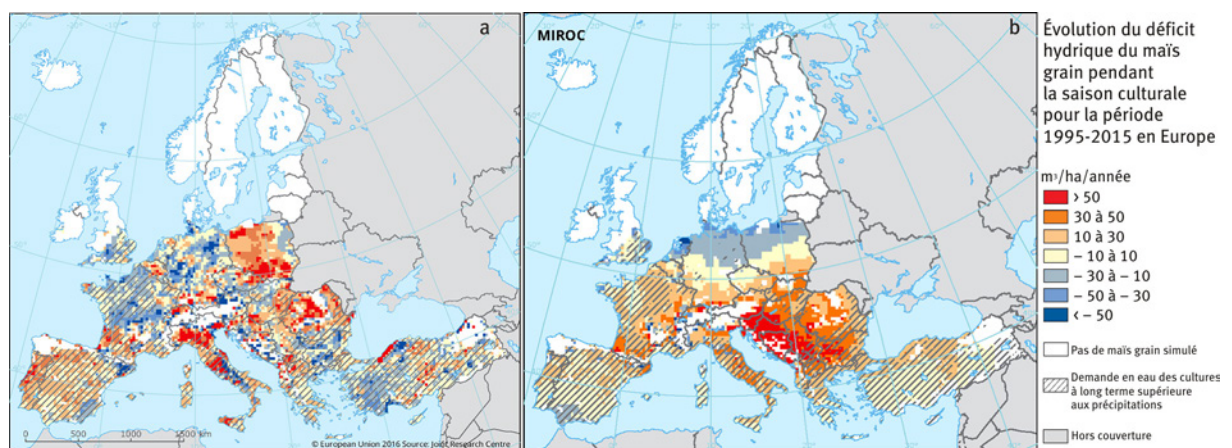 a
MIROC
b
Évolution du déficit
hydrique du maïs
grain pendant
la saison culturale
pour la période
1995-2015 en Europe
m³/ha/année
> 50
30 à 50
10 à 30
– 10 à 10
– 30 à – 10
– 50 à – 30
< – 50
Pas de maïs grain simulé
Demande en eau des cultures
à long terme supérieure
aux précipitations
Hors couverture
0 500 1000 1500 km
© European Union 2016 Source: Joint Research Centre